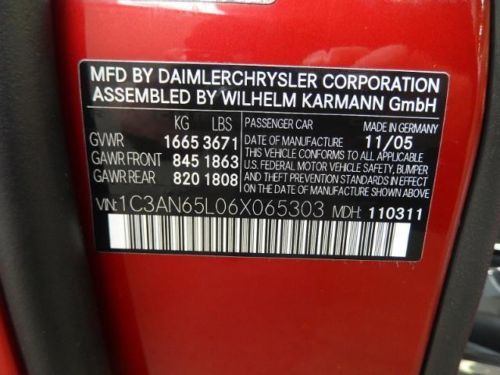 MFD BY DAIMLERCHRYSLER CORPORATION
ASSEMBLED BY WILHELM KARMANN GmbH
KG LBS PASSENGER CAR MADE IN GERMANY
GVWR 1665 3671 DATE OF MANUFACTURE 11/05
GAWR FRONT 845 1863 THIS VEHICLE CONFORMS TO ALL APPLICABLE
U.S. FEDERAL MOTOR VEHICLE SAFETY, BUMPER
GAWR REAR 820 1808 AND THEFT PREVENTION STANDARDS IN EFFECT
ON THE DATE OF MANUFACTURE SHOWN ABOVE
VIN: 1C3AN65L06X065303 MDH: 110311